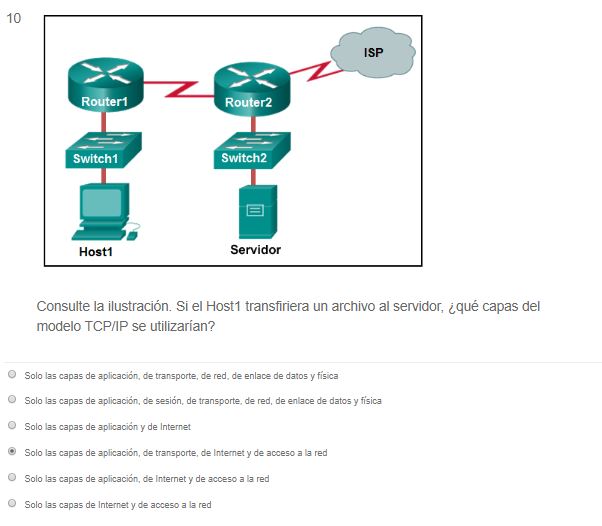 10
ISP
Router1
Router2
Switch1
Switch2
Host1
Servidor
Consulte la ilustración. Si el Host1 transfiriera un archivo al servidor, ¿qué capas del
modelo TCP/IP se utilizarían?
Solo las capas de aplicación, de transporte, de red, de enlace de datos y física
Solo las capas de aplicación, de sesión, de transporte, de red, de enlace de datos y física
Solo las capas de aplicación y de Internet
Solo las capas de aplicación, de transporte, de Internet y de acceso a la red
Solo las capas de aplicación, de Internet y de acceso a la red
Solo las capas de Internet y de acceso a la red